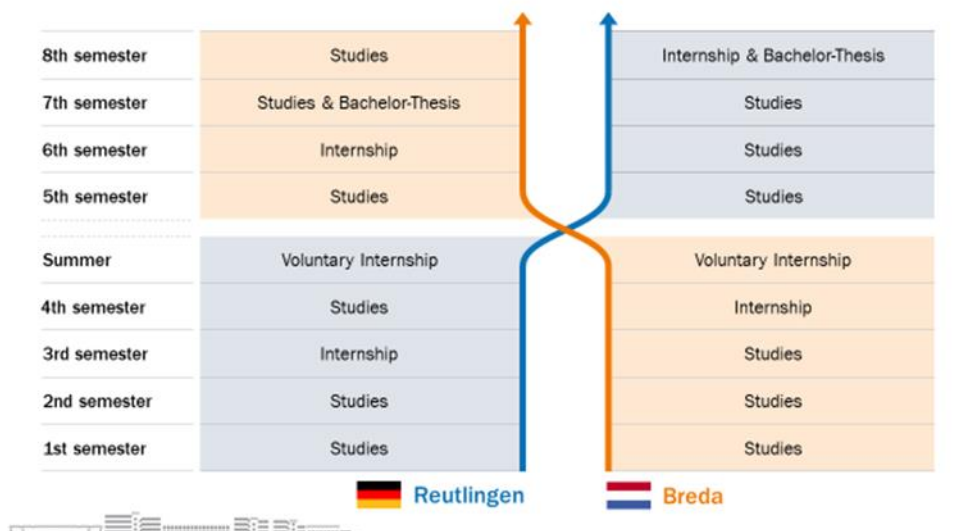 8th semester Studies Internship & Bachelor-Thesis
7th semester Studies & Bachelor-Thesis Studies
6th semester Internship Studies
5th semester Studies Studies
Summer Voluntary Internship Voluntary Internship
4th semester Studies Internship
3rd semester Internship Studies
2nd semester Studies Studies
1st semester Studies Studies
Reutlingen Breda